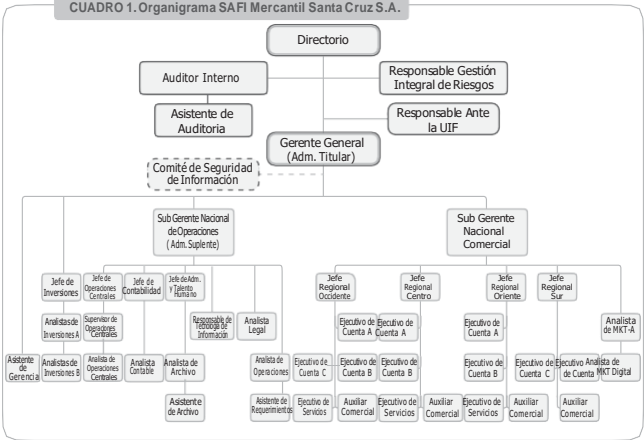 CUADRO 1. Organigrama SAFI Mercantil Santa Cruz S.A.
Directorio
Auditor Interno
Responsable Gestión
Integral de Riesgos
Asistente de
Auditoria
Responsable Ante
la UIF
Gerente General
(Adm. Titular)
Comité de Seguridad
de Información
Sub Gerente Nacional
de Operaciones
(Adm. Suplente)
Sub Gerente
Nacional
Comercial
Jefe de
Inversiones
Jefe de
Operaciones
Centrales
Jefe de
Contabilidad
Jefe de Adm.
y Talento
Humano
Jefe
Regional
Occidente
Jefe
Regional
Centro
Jefe
Regional
Oriente
Jefe
Regional
Sur
Analistas de
Inversiones A
Supervisor de
Operaciones
Centrales
Responsable de
Tecnología de
Información
Analista
Legal
Ejecutivo de
Cuenta A
Ejecutivo de
Cuenta A
Ejecutivo de
Cuenta A
Analista
de MKT-A
Asistente
de
Gerencia
Analistas de
Inversiones B
Analista de
Operaciones
Centrales
Analista
Contable
Analista de
Archivo
Analista de
Operaciones
Ejecutivo de
Cuenta C
Ejecutivo de
Cuenta B
Ejecutivo de
Cuenta B
Ejecutivo de
Cuenta B
Ejecutivo de
Cuenta C
Ejecutivo
de Cuenta
Analista de
MKT Digital
Asistente
de Archivo
Asistente de
Requerimientos
Ejecutivo de
Servicios
Auxiliar
Comercial
Ejecutivo de
Servicios
Auxiliar
Comercial
Ejecutivo de
Servicios
Auxiliar
Comercial
Auxiliar
Comercial